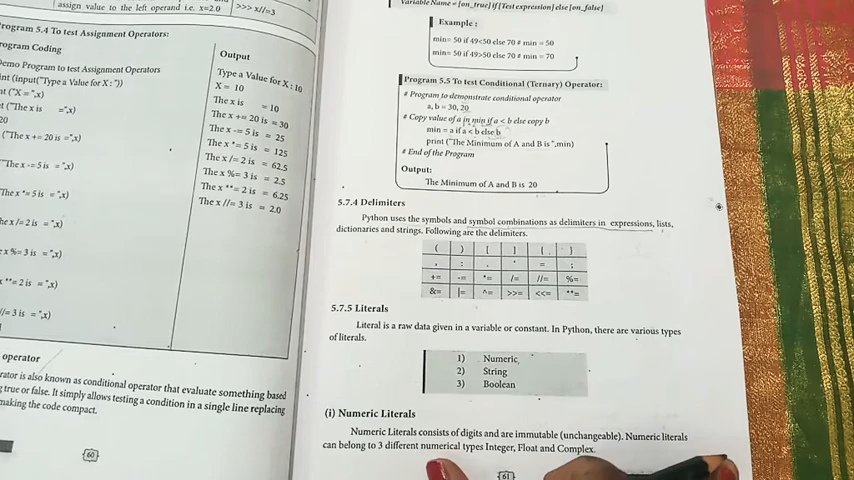 assign value to the left operand i.e. x=2.0
>>> x//=3
rogram 5.4 To test Assignment Operators:
rogram Coding
emo Program to test Assignment Operators
nt (input("Type a Value for X : "))
t ("X = ",x)
t ("The x is =",x)
20
("The x += 20 is =",x)
"The x -= 5 is =",x)
The x *= 5 is =",x)
he x /= 2 is =",x)
e x %= 3 is =",x)
x **= 2 is =",x)
//= 3 is =",x)
Output
Type a Value for X : 10
X = 10
The x is = 10
The x += 20 is = 30
The x -= 5 is = 25
The x *= 5 is = 125
The x /= 2 is = 62.5
The x %= 3 is = 2.5
The x **= 2 is = 6.25
The x //= 3 is = 2.0
operator
rator is also known as conditional operator that evaluate something based
g true or false. It simply allows testing a condition in a single line replacing
making the code compact.
60
Variable Name = [on_true] if [Test expression] else [on_false]
Example :
min= 50 if 49<50 else 70 # min = 50
min= 50 if 49>50 else 70 # min = 70
Program 5.5 To test Conditional (Ternary) Operator:
# Program to demonstrate conditional operator
a, b = 30, 20
# Copy value of a in min if a < b else copy b
min = a if a < b else b
print ("The Minimum of A and B is ",min)
# End of the Program
Output:
The Minimum of A and B is 20
5.7.4 Delimiters
Python uses the symbols and symbol combinations as delimiters in expressions, lists,
dictionaries and strings. Following are the delimiters.
( ) [ ] { }
, : . ' = ;
+= -= *= /= //= %=
&= |= ^= >>= <<= **=
5.7.5 Literals
Literal is a raw data given in a variable or constant. In Python, there are various types
of literals.
1) Numeric
2) String
3) Boolean
(i) Numeric Literals
Numeric Literals consists of digits and are immutable (unchangeable). Numeric literals
can belong to 3 different numerical types Integer, Float and Complex.
61